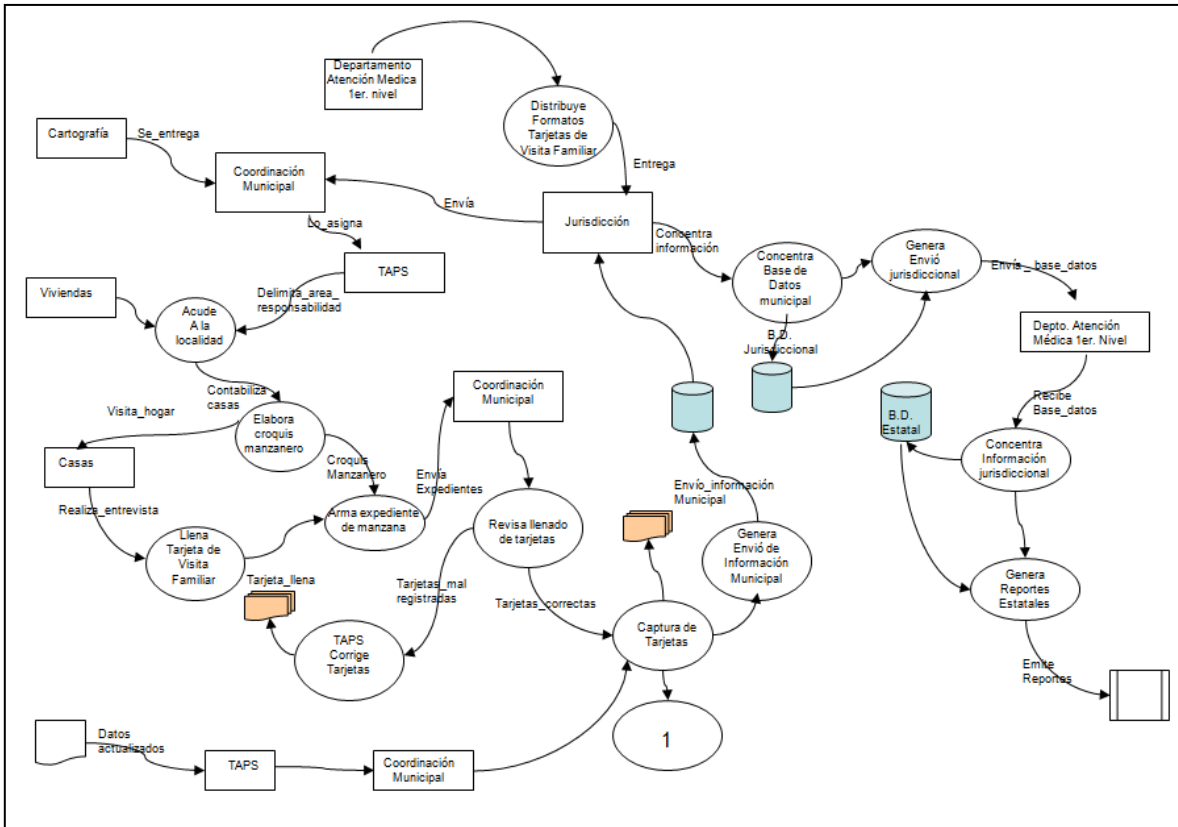 Departamento
Atención Medica
1er. nivel
Distribuye
Formatos
Tarjetas de
Visita Familiar
Cartografía
Se_entrega
Coordinación
Municipal
Entrega
Envía
Jurisdicción
Concentra
información
Lo_asigna
TAPS
Concentra
Base de
Datos
municipal
Genera
Envió
jurisdiccional
Envía_ base_datos
Viviendas
Delimita_area_
responsabilidad
Acude
A la
localidad
B.D.
Jurisdiccional
Depto. Atención
Médica 1er. Nivel
Contabiliza
casas
Coordinación
Municipal
Recibe
Base_datos
B.D.
Estatal
Visita_hogar
Elabora
croquis
manzanero
Concentra
Información
jurisdiccional
Casas
Croquis
Manzanero
Envía
Expedientes
Envío_información
Municipal
Realiza_entrevista
Arma expediente
de manzana
Revisa llenado
de tarjetas
Llena
Tarjeta de
Visita
Familiar
Genera
Envió de
Información
Municipal
Genera
Reportes
Estatales
Tarjeta_llena
Tarjetas_mal
registradas
Tarjetas_correctas
Captura de
Tarjetas
TAPS
Corrige
Tarjetas
Emite
Reportes
Datos
actualizados
TAPS
Coordinación
Municipal
1